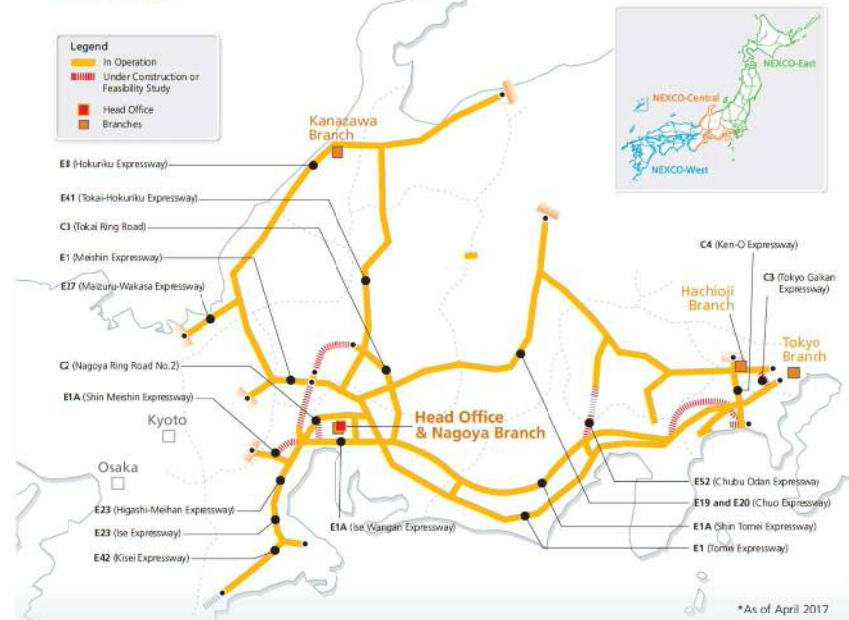 Legend
In Operation
Under Construction or
Feasibility Study
Head Office
Branches
NEXCO-East
NEXCO-Central
NEXCO-West
Kanazawa
Branch
E8 (Hokuriku Expressway)
E41 (Tokai-Hokuriku Expressway)
C3 (Tokai Ring Road)
E1 (Meishin Expressway)
E27 (Maizuru-Wakasa Expressway)
C2 (Nagoya Ring Road No.2)
E1A (Shin Meishin Expressway)
Kyoto
Osaka
E23 (Higashi-Meihan Expressway)
E23 (Ise Expressway)
E42 (Kisei Expressway)
E1A (Ise Wangan Expressway)
Head Office
& Nagoya Branch
C4 (Ken-O Expressway)
C3 (Tokyo Gaikan
Expressway)
Hachioji
Branch
Tokyo
Branch
E52 (Chubu Odan Expressway)
E19 and E20 (Chuo Expressway)
E1A (Shin Tomei Expressway)
E1 (Tomei Expressway)
*As of April 2017